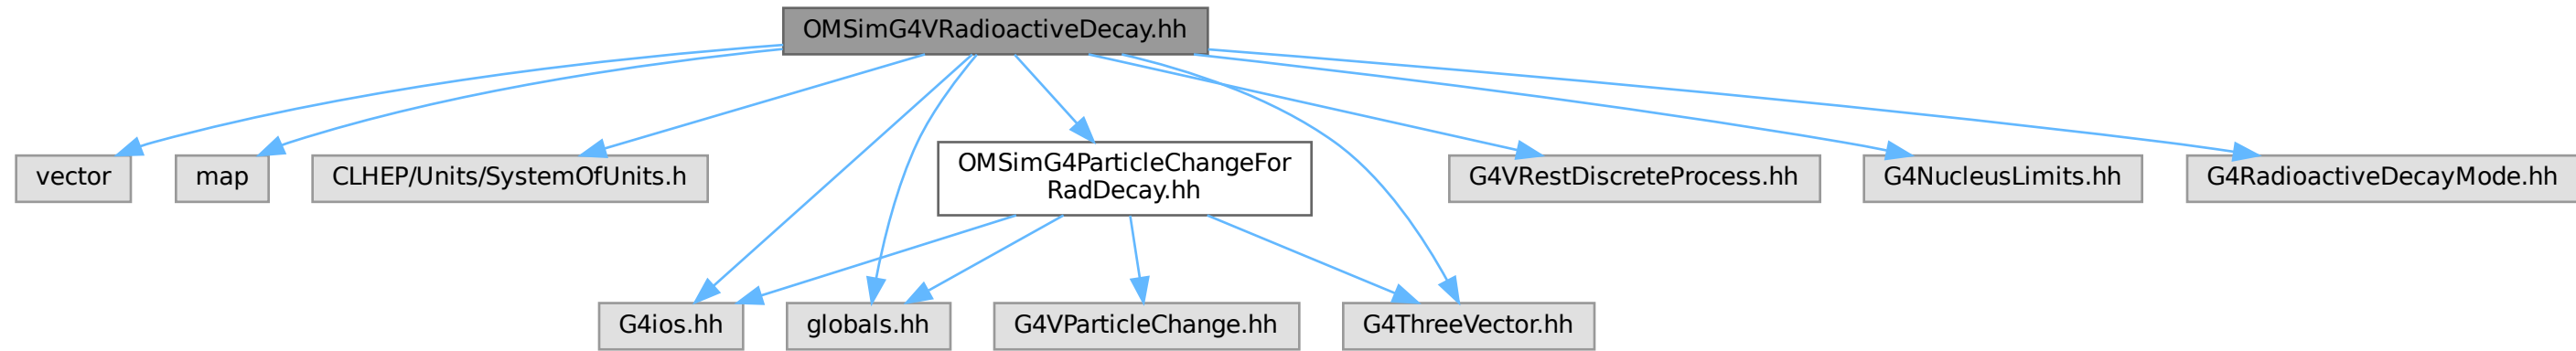 OMSimG4VRadioactiveDecay.hh
vector
map
CLHEP/Units/SystemOfUnits.h
OMSimG4ParticleChangeFor
RadDecay.hh
G4VRestDiscreteProcess.hh
G4NucleusLimits.hh
G4RadioactiveDecayMode.hh
G4ios.hh
globals.hh
G4VParticleChange.hh
G4ThreeVector.hh